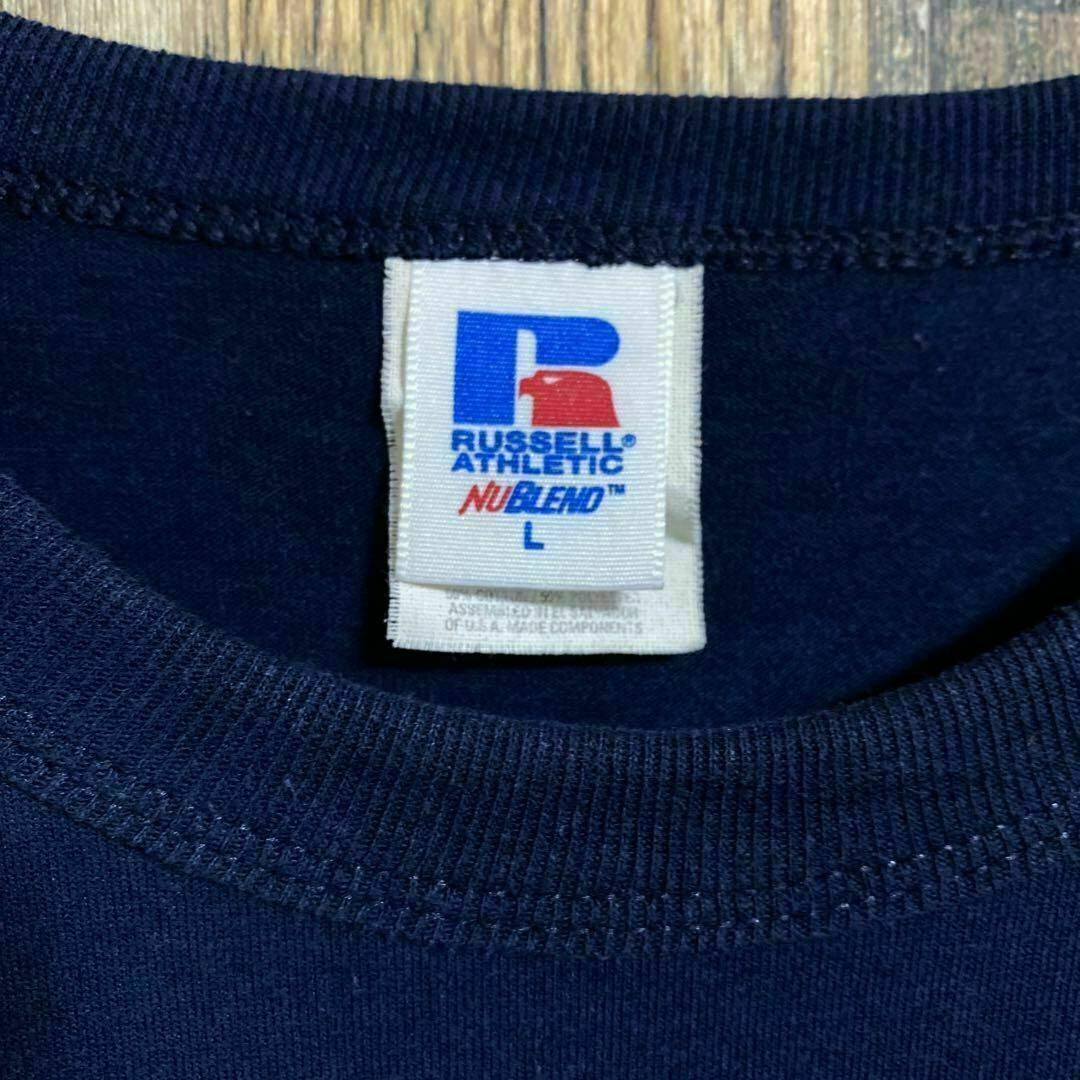 RUSSELL®
ATHLETIC
NUBLEND™
L
ASSEMBLED IN EL SALVADOR
OF U.S.A. MADE COMPONENTS